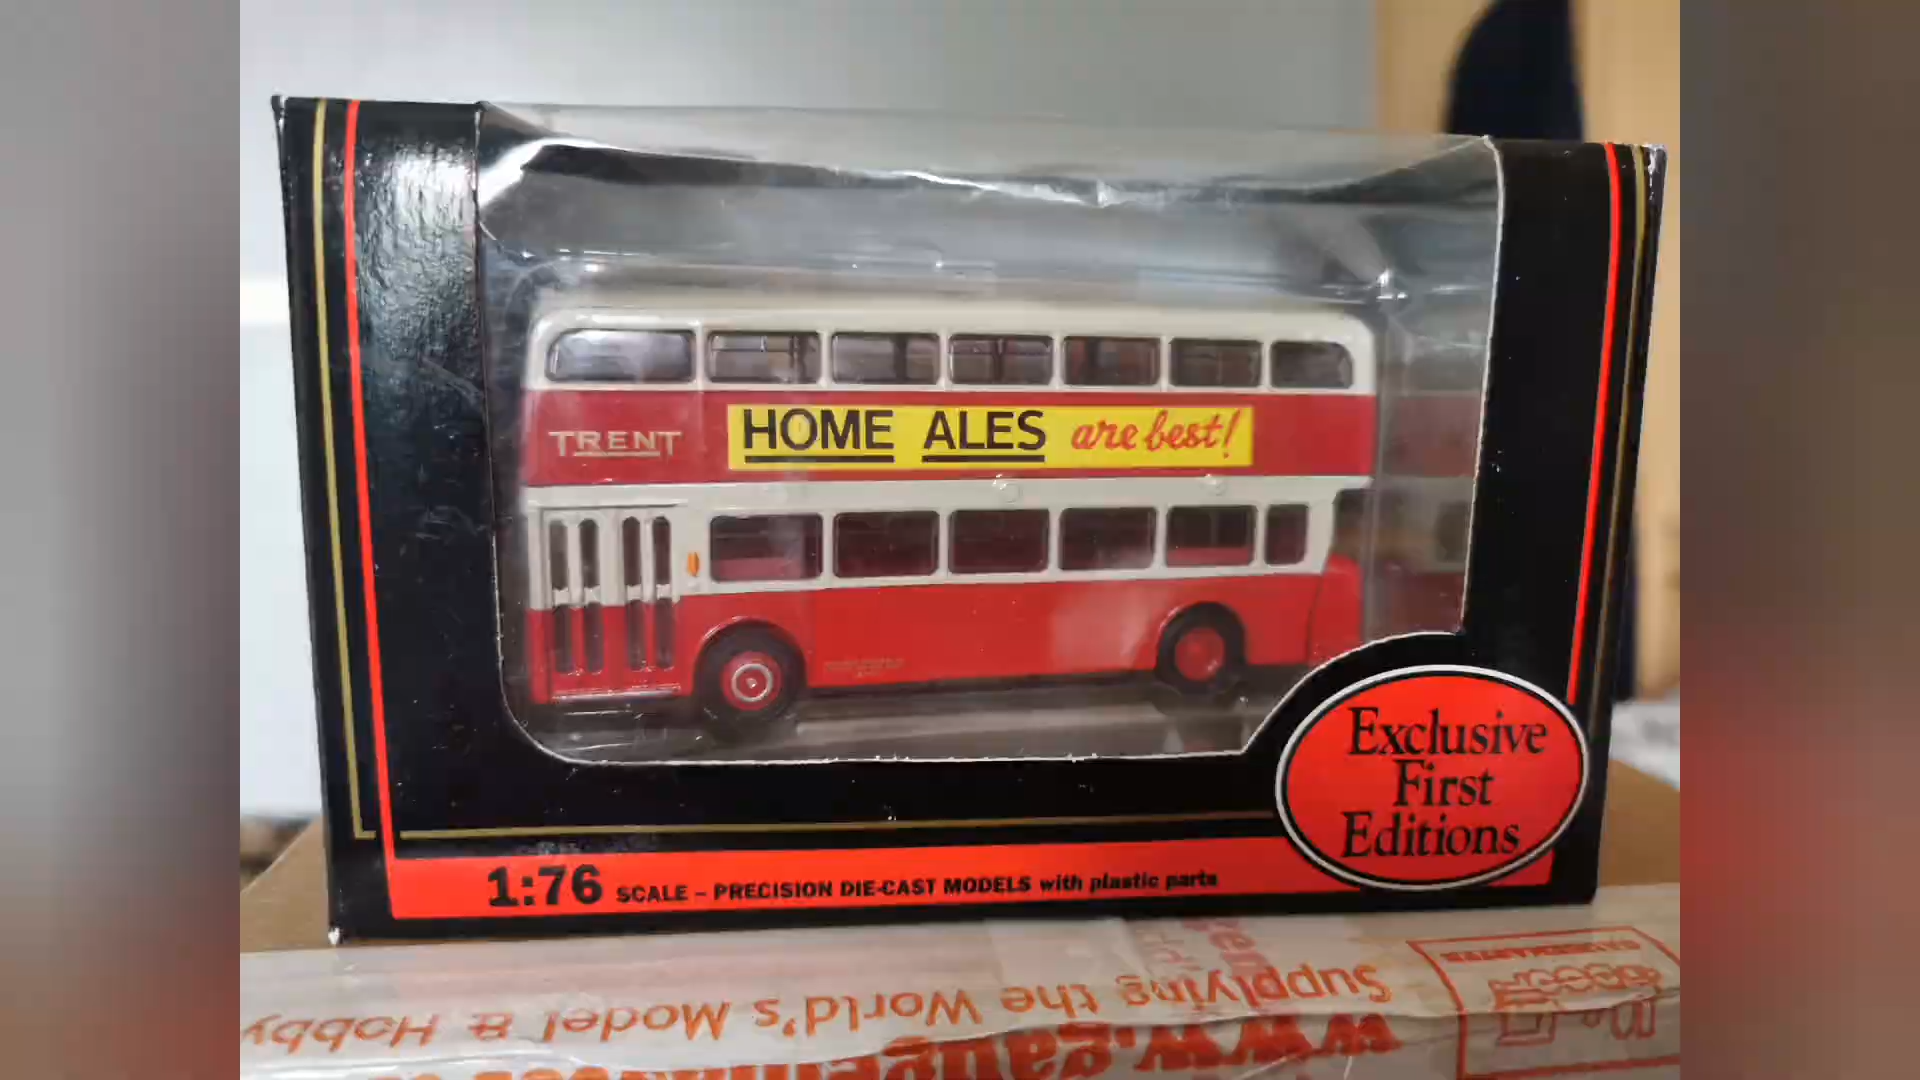 TRENT
HOME ALES are best!
Exclusive
First
Editions
1:76 SCALE – PRECISION DIE-CAST MODELS with plastic parts
Supplying the World's Model & Hobby